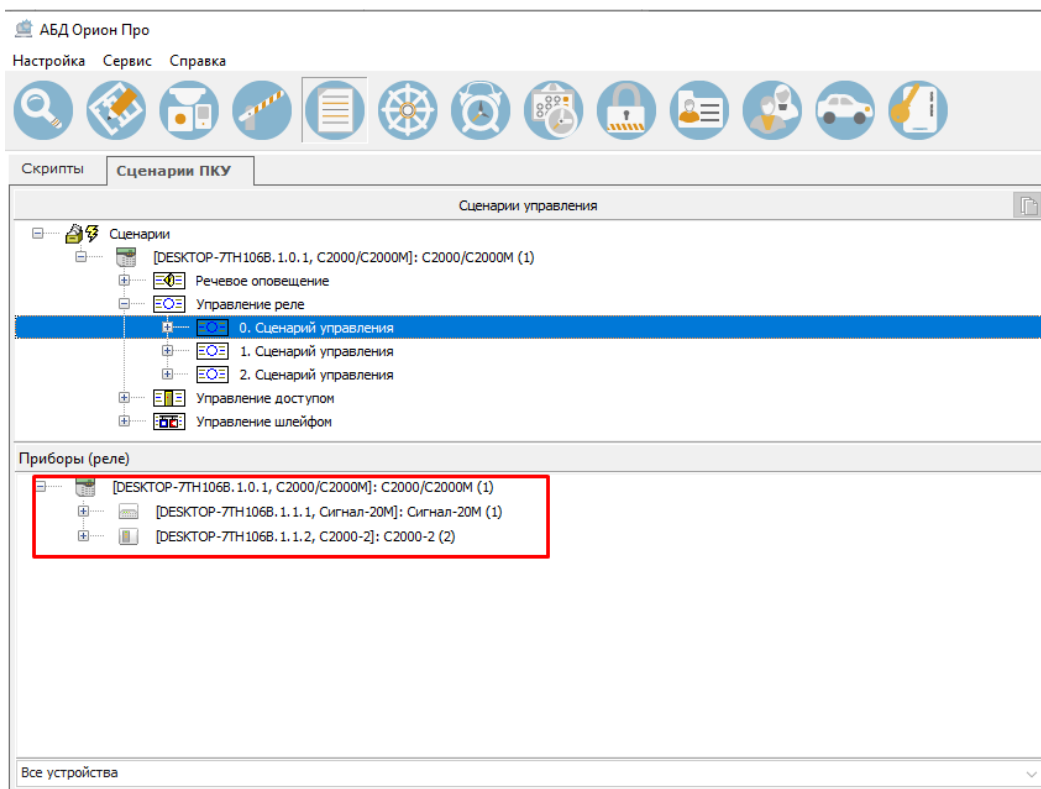 АБД Орион Про
Настройка Сервис Справка
Скрипты Сценарии ПКУ
Сценарии управления
Сценарии
[DESKTOP-7TH106B.1.0.1, C2000/C2000M]: C2000/C2000M (1)
Речевое оповещение
Управление реле
0. Сценарий управления
1. Сценарий управления
2. Сценарий управления
Управление доступом
Управление шлейфом
Приборы (реле)
[DESKTOP-7TH106B.1.0.1, C2000/C2000M]: C2000/C2000M (1)
[DESKTOP-7TH106B.1.1.1, Сигнал-20М]: Сигнал-20М (1)
[DESKTOP-7TH106B.1.1.2, C2000-2]: C2000-2 (2)
Все устройства